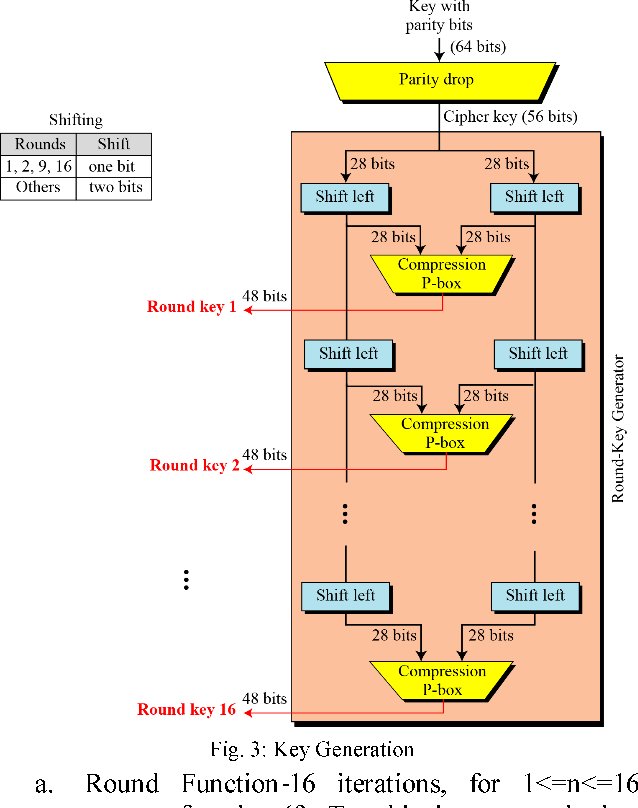 Key with
parity bits
(64 bits)
Parity drop
Shifting
Rounds Shift
1, 2, 9, 16 one bit
Others two bits
Cipher key (56 bits)
28 bits 28 bits
Shift left Shift left
28 bits 28 bits
Compression
P-box
48 bits
Round key 1
Shift left Shift left
28 bits 28 bits
Compression
P-box
48 bits
Round key 2
Round-Key Generator
Shift left Shift left
28 bits 28 bits
Compression
P-box
48 bits
Round key 16
Fig. 3: Key Generation
a. Round Function-16 iterations, for 1<=n<=16